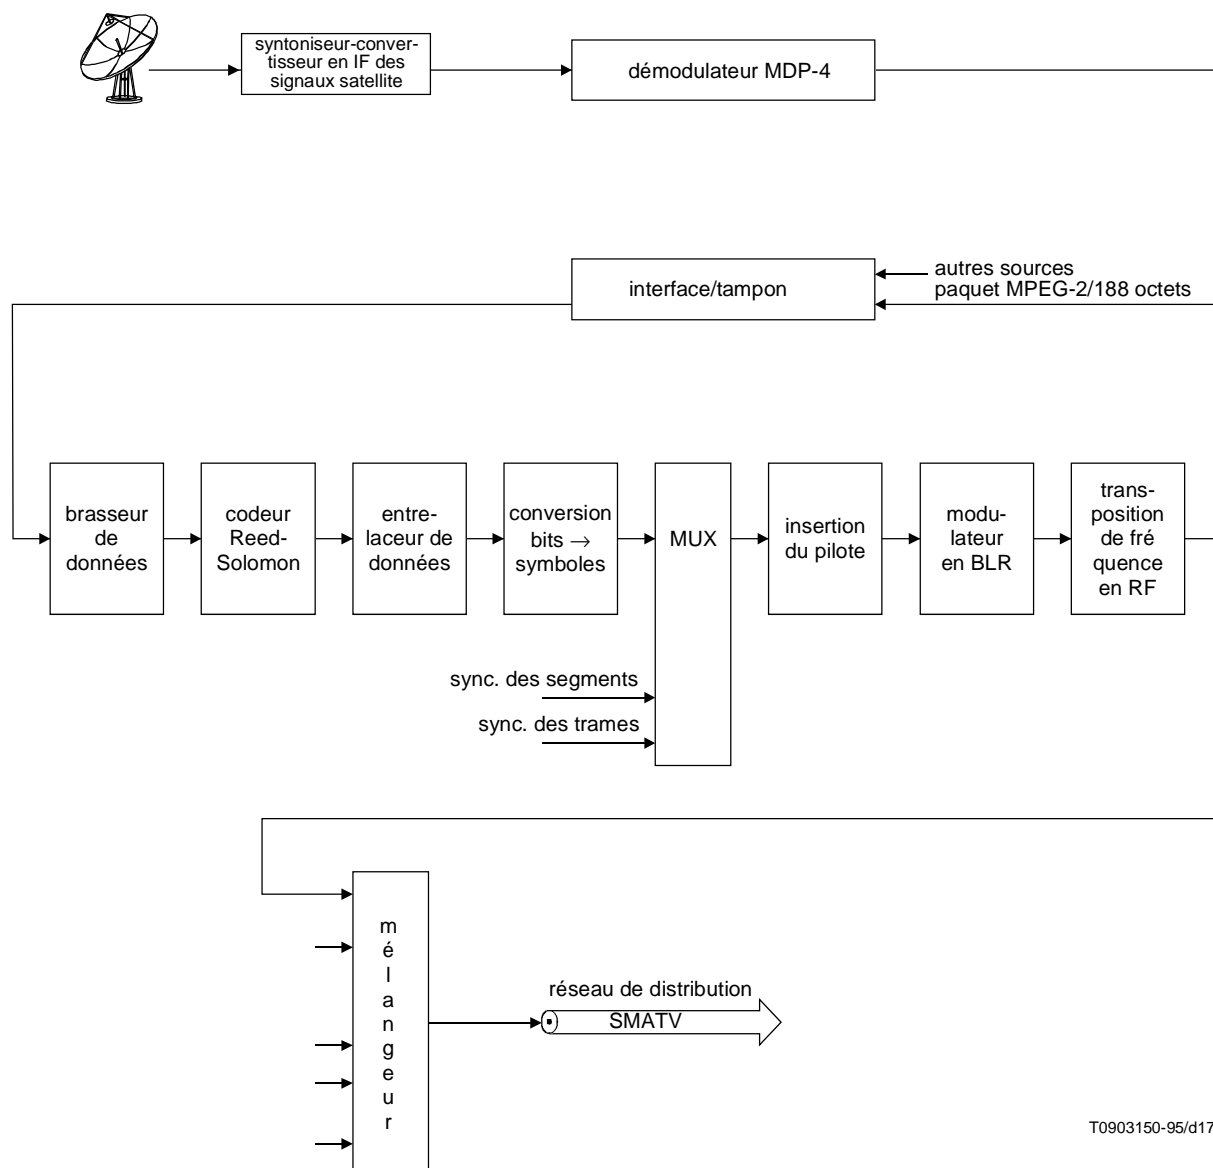 syntoniseur-conver-
tisseur en IF des
signaux satellite
démodulateur MDP-4
interface/tampon
autres sources
paquet MPEG-2/188 octets
brasseur
de
données
codeur
Reed-
Solomon
entre-
laceur de
données
conversion
bits →
symboles
MUX
insertion
du pilote
modu-
lateur
en BLR
trans-
position
de fré
quence
en RF
sync. des segments
sync. des trames
m
é
l
a
n
g
e
u
r
réseau de distribution
SMATV
T0903150-95/d17